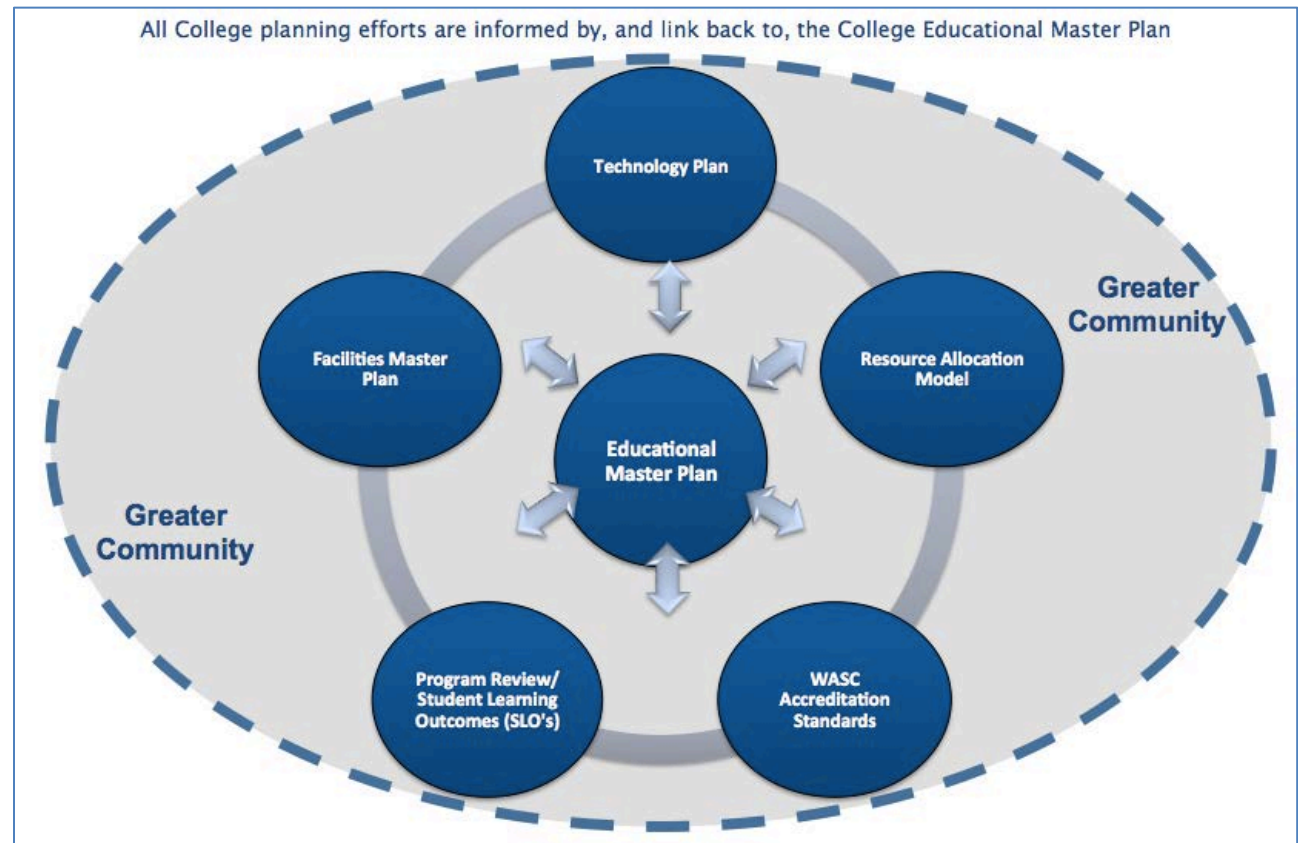 All College planning efforts are informed by, and link back to, the College Educational Master Plan
Technology Plan
Greater
Community
Facilities Master
Plan
Resource Allocation
Model
Educational
Master Plan
Greater
Community
Program Review/
Student Learning
Outcomes (SLO's)
WASC
Accreditation
Standards